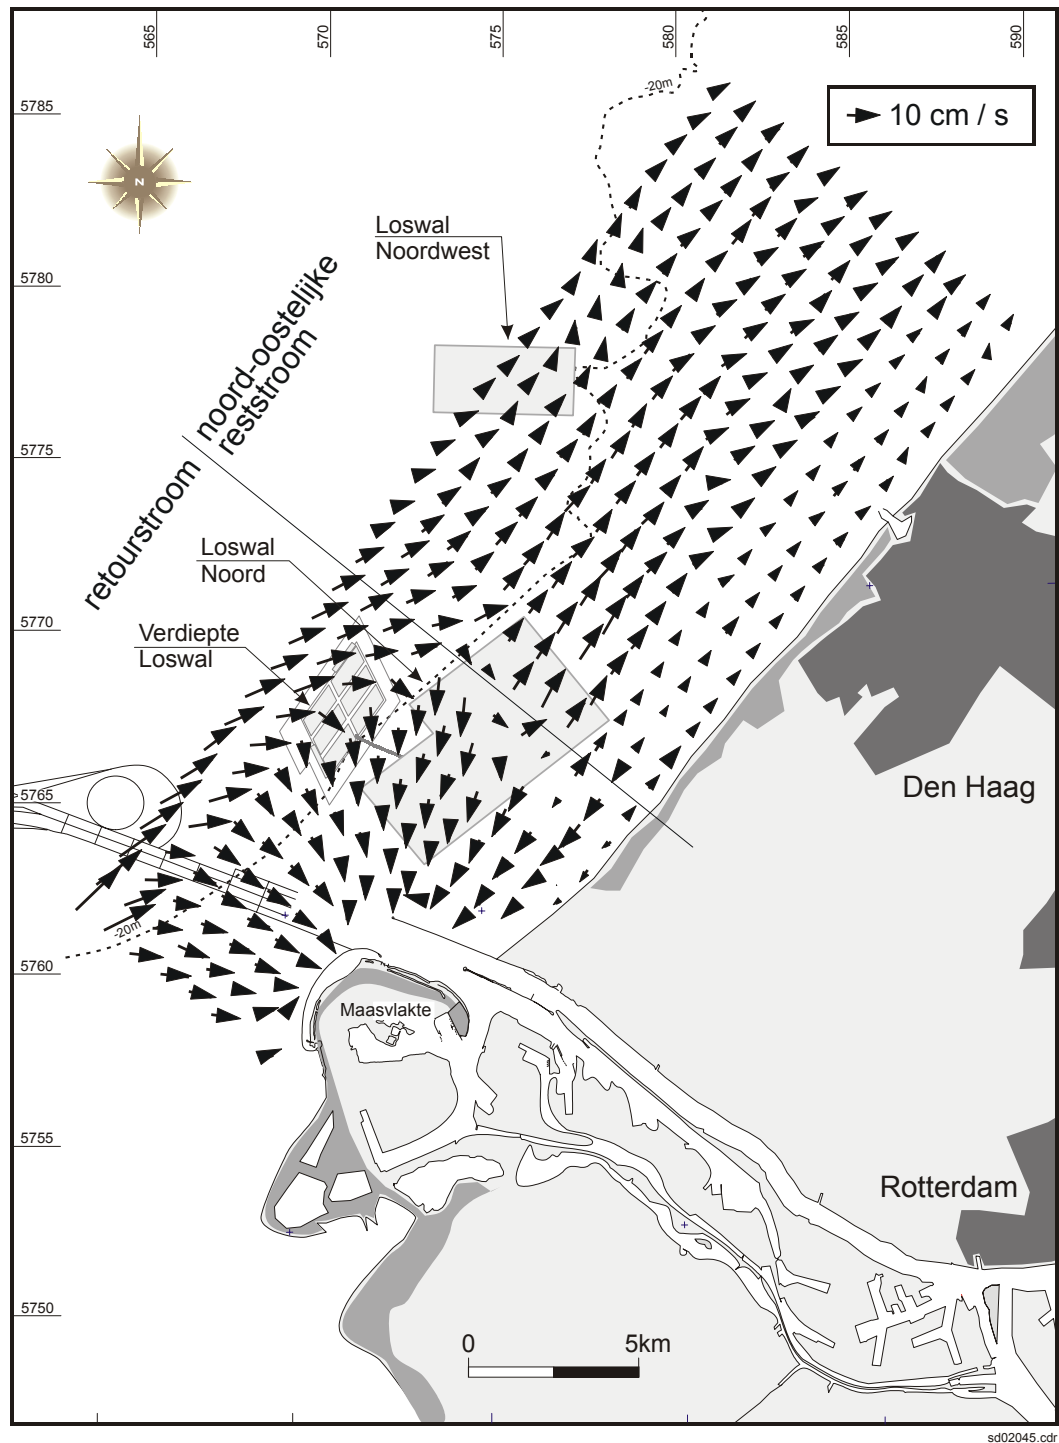 565
570
575
580
585
590
-20m
5785
10 cm / s
N
Loswal
Noordwest
5780
noord-oostelijke
reststroom
5775
retourstroom
Loswal
Noord
5770
Verdiepte
Loswal
5765
Den Haag
-20m
5760
Maasvlakte
5755
Rotterdam
5750
0
5km
sd02045.cdr